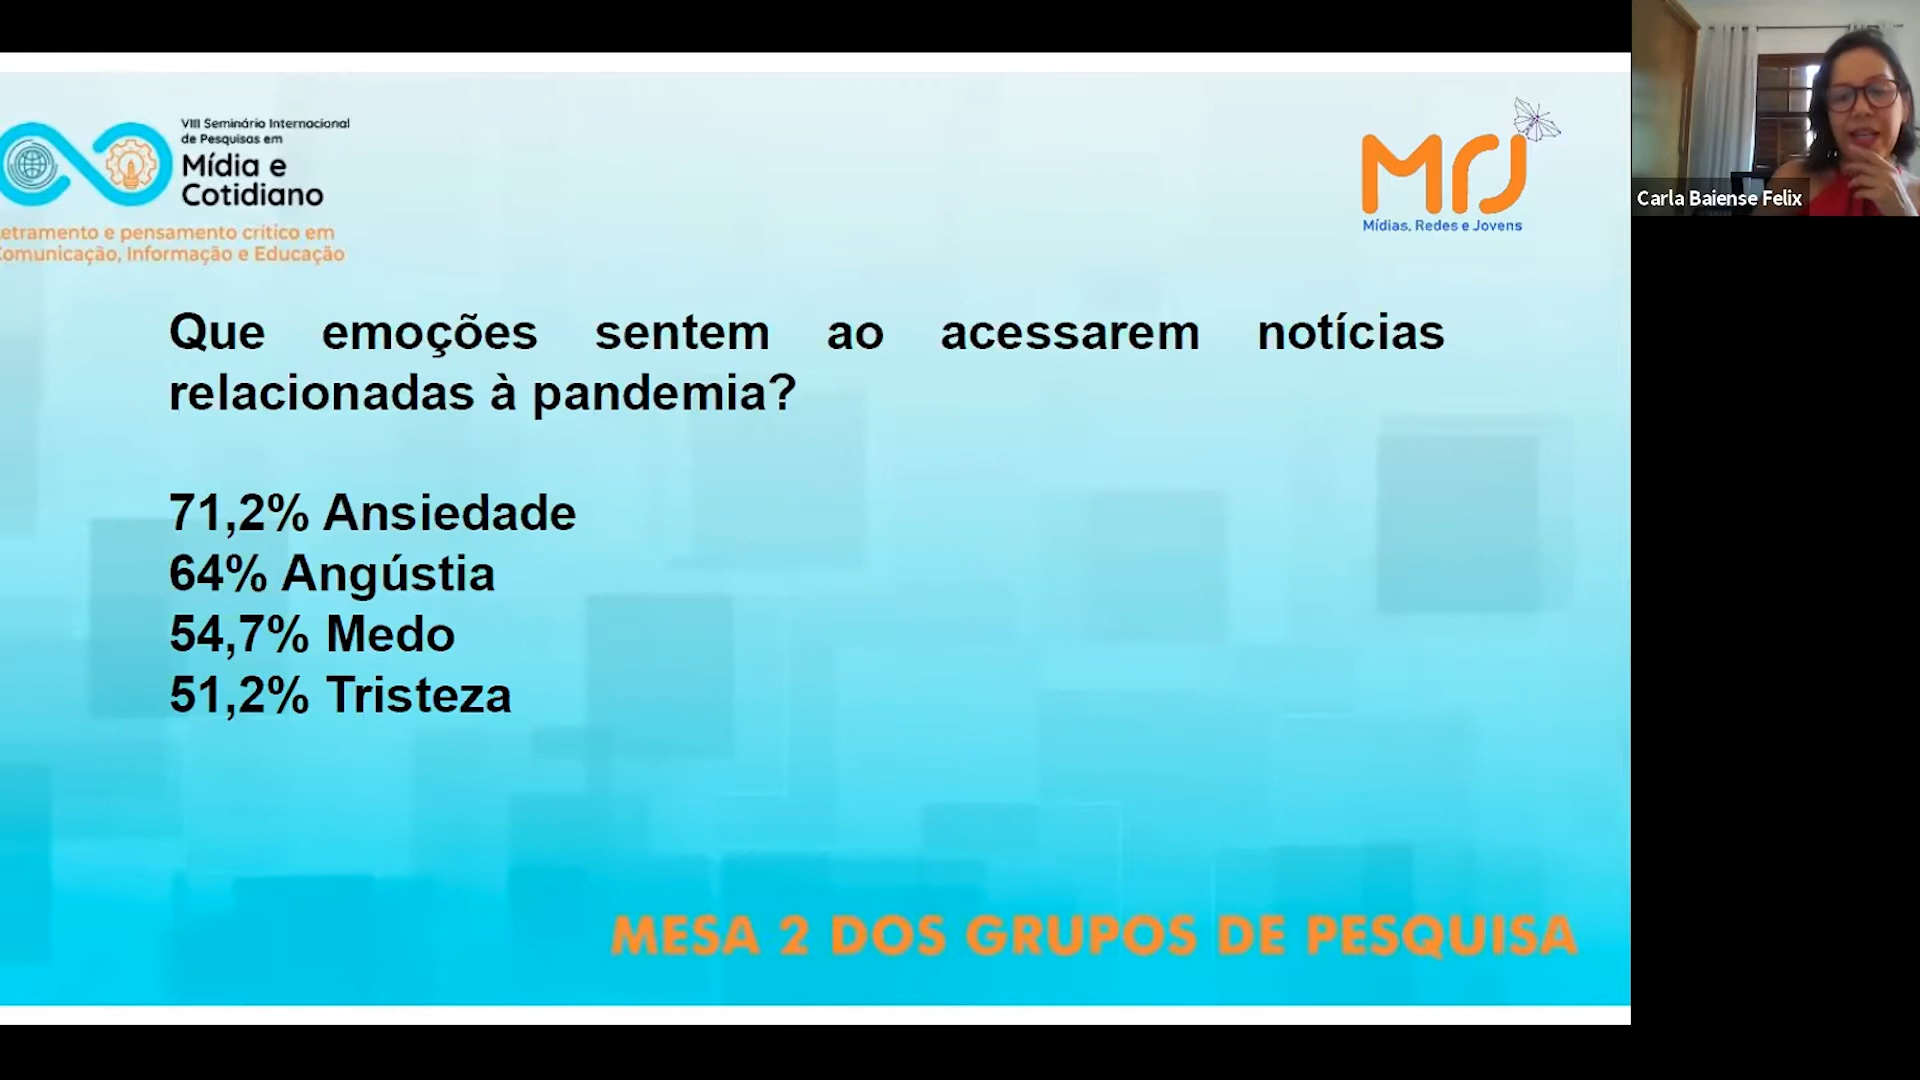 VIII Seminário Internacional
de Pesquisas em
Mídia e
Cotidiano
etramento e pensamento crítico em
omunicação, Informação e Educação
MRJ
Mídias, Redes e Jovens
Carla Baiense Felix
Que emoções sentem ao acessarem notícias
relacionadas à pandemia?
71,2% Ansiedade
64% Angústia
54,7% Medo
51,2% Tristeza
MESA 2 DOS GRUPOS DE PESQUISA